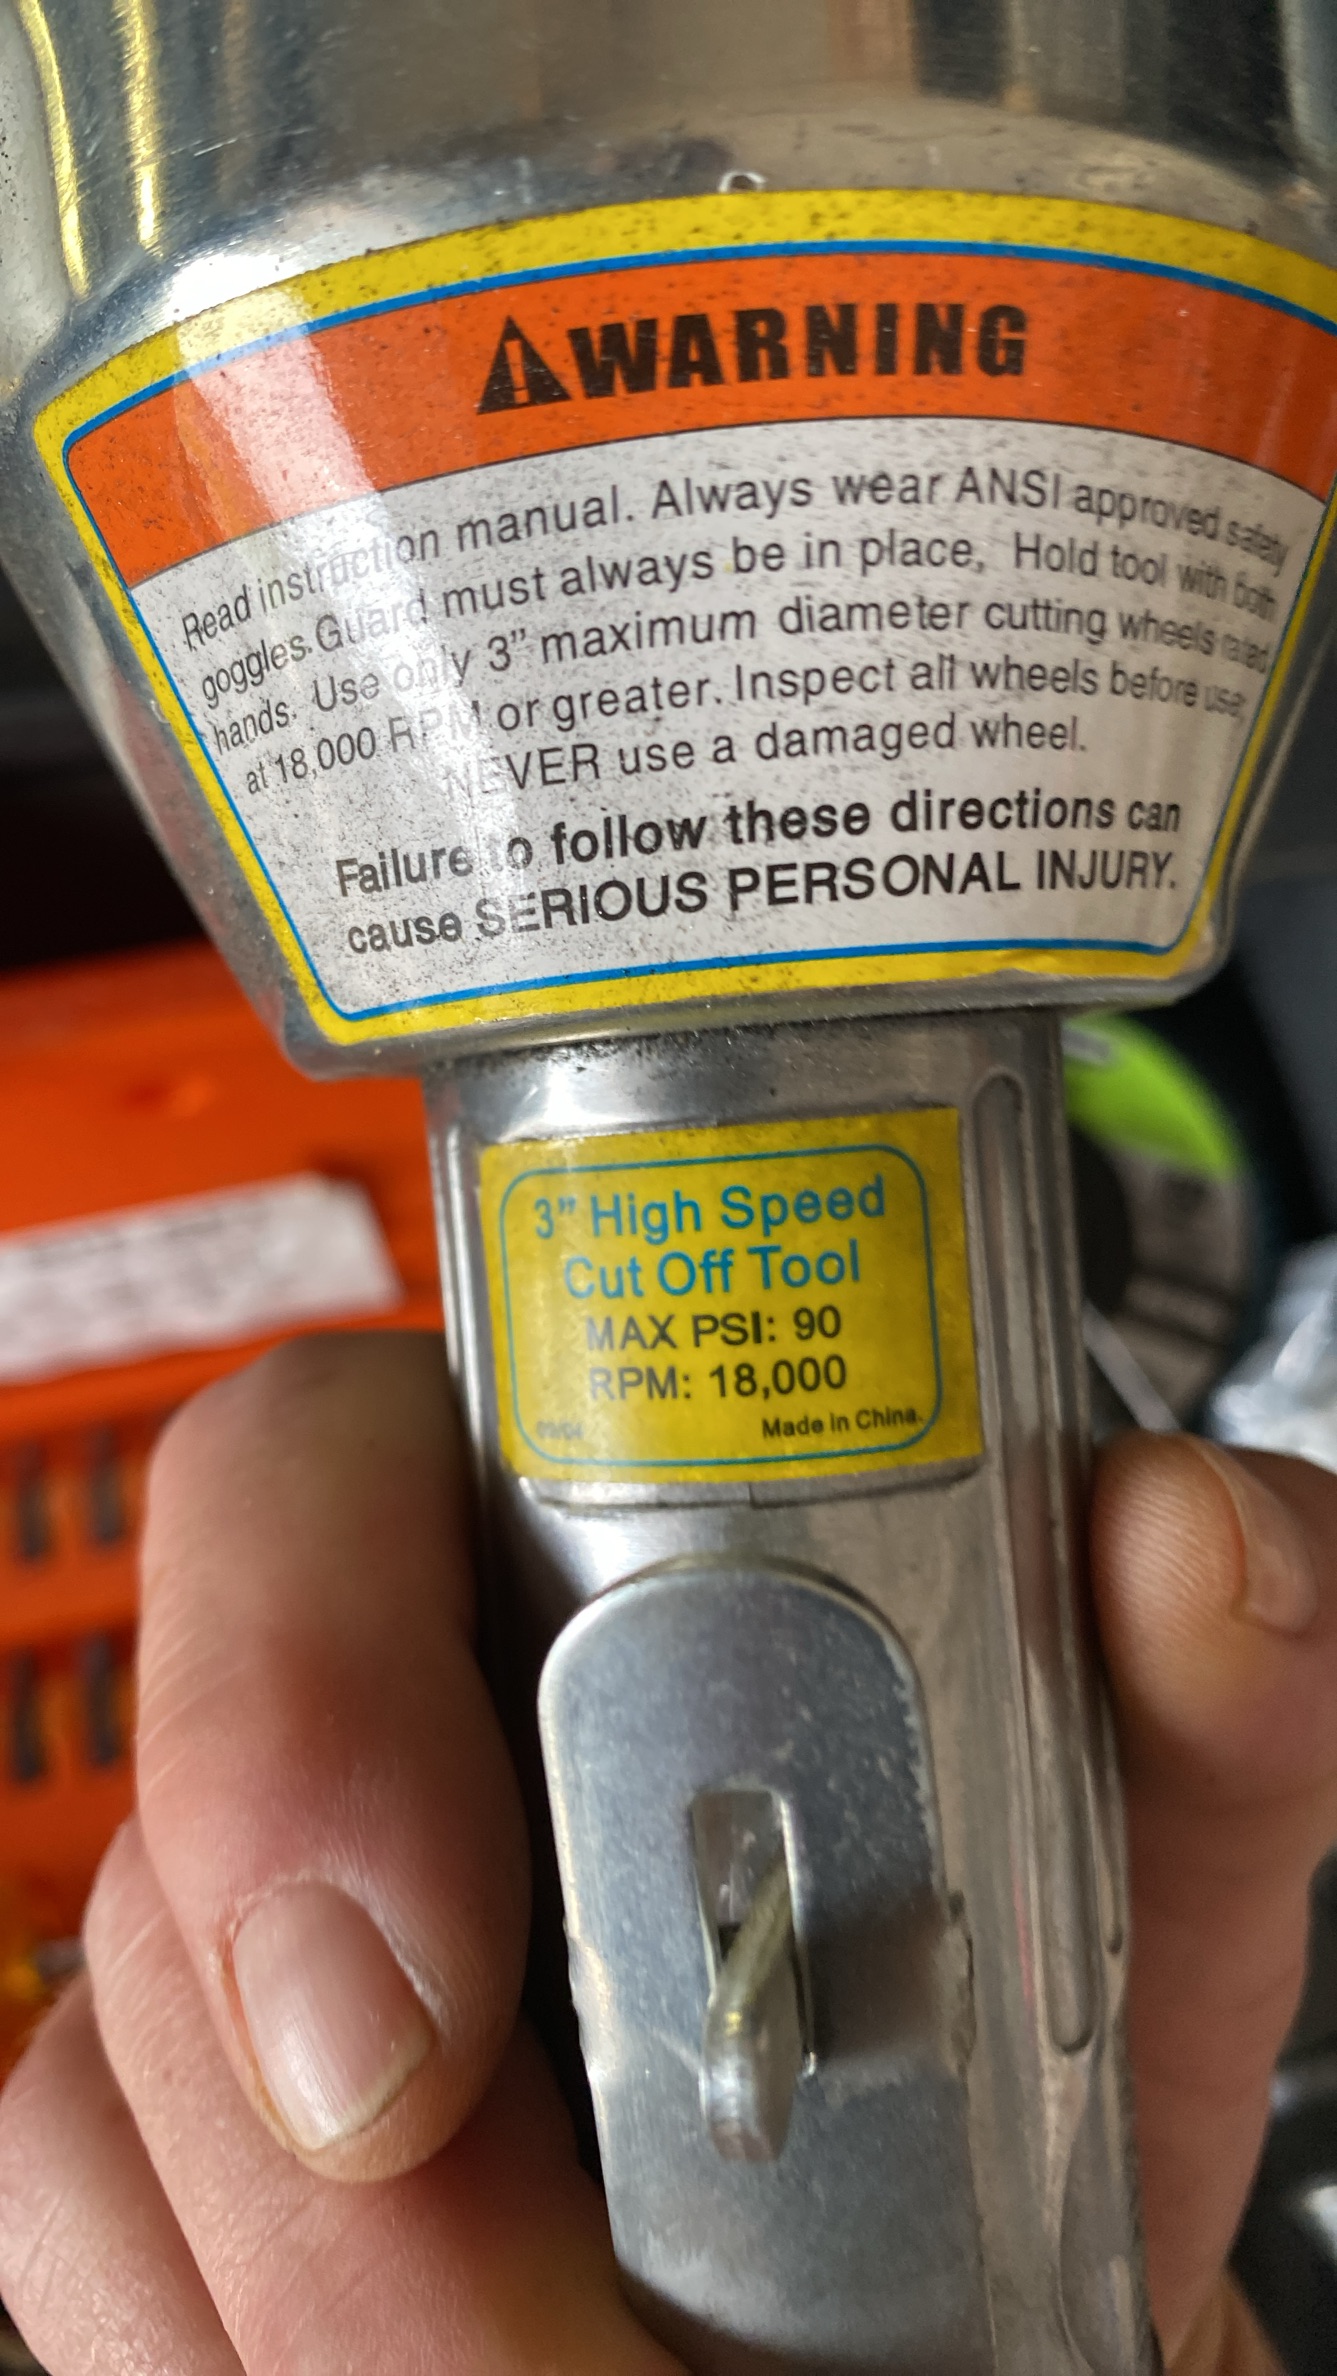 WARNING
Read instruction manual. Always wear ANSI approved safety
goggles. Guard must always be in place, Hold tool with both
hands. Use only 3" maximum diameter cutting wheels rated
at 18,000 RPM or greater. Inspect all wheels before use;
NEVER use a damaged wheel.
Failure to follow these directions can
cause SERIOUS PERSONAL INJURY.
3" High Speed
Cut Off Tool
MAX PSI: 90
RPM: 18,000
Made in China.